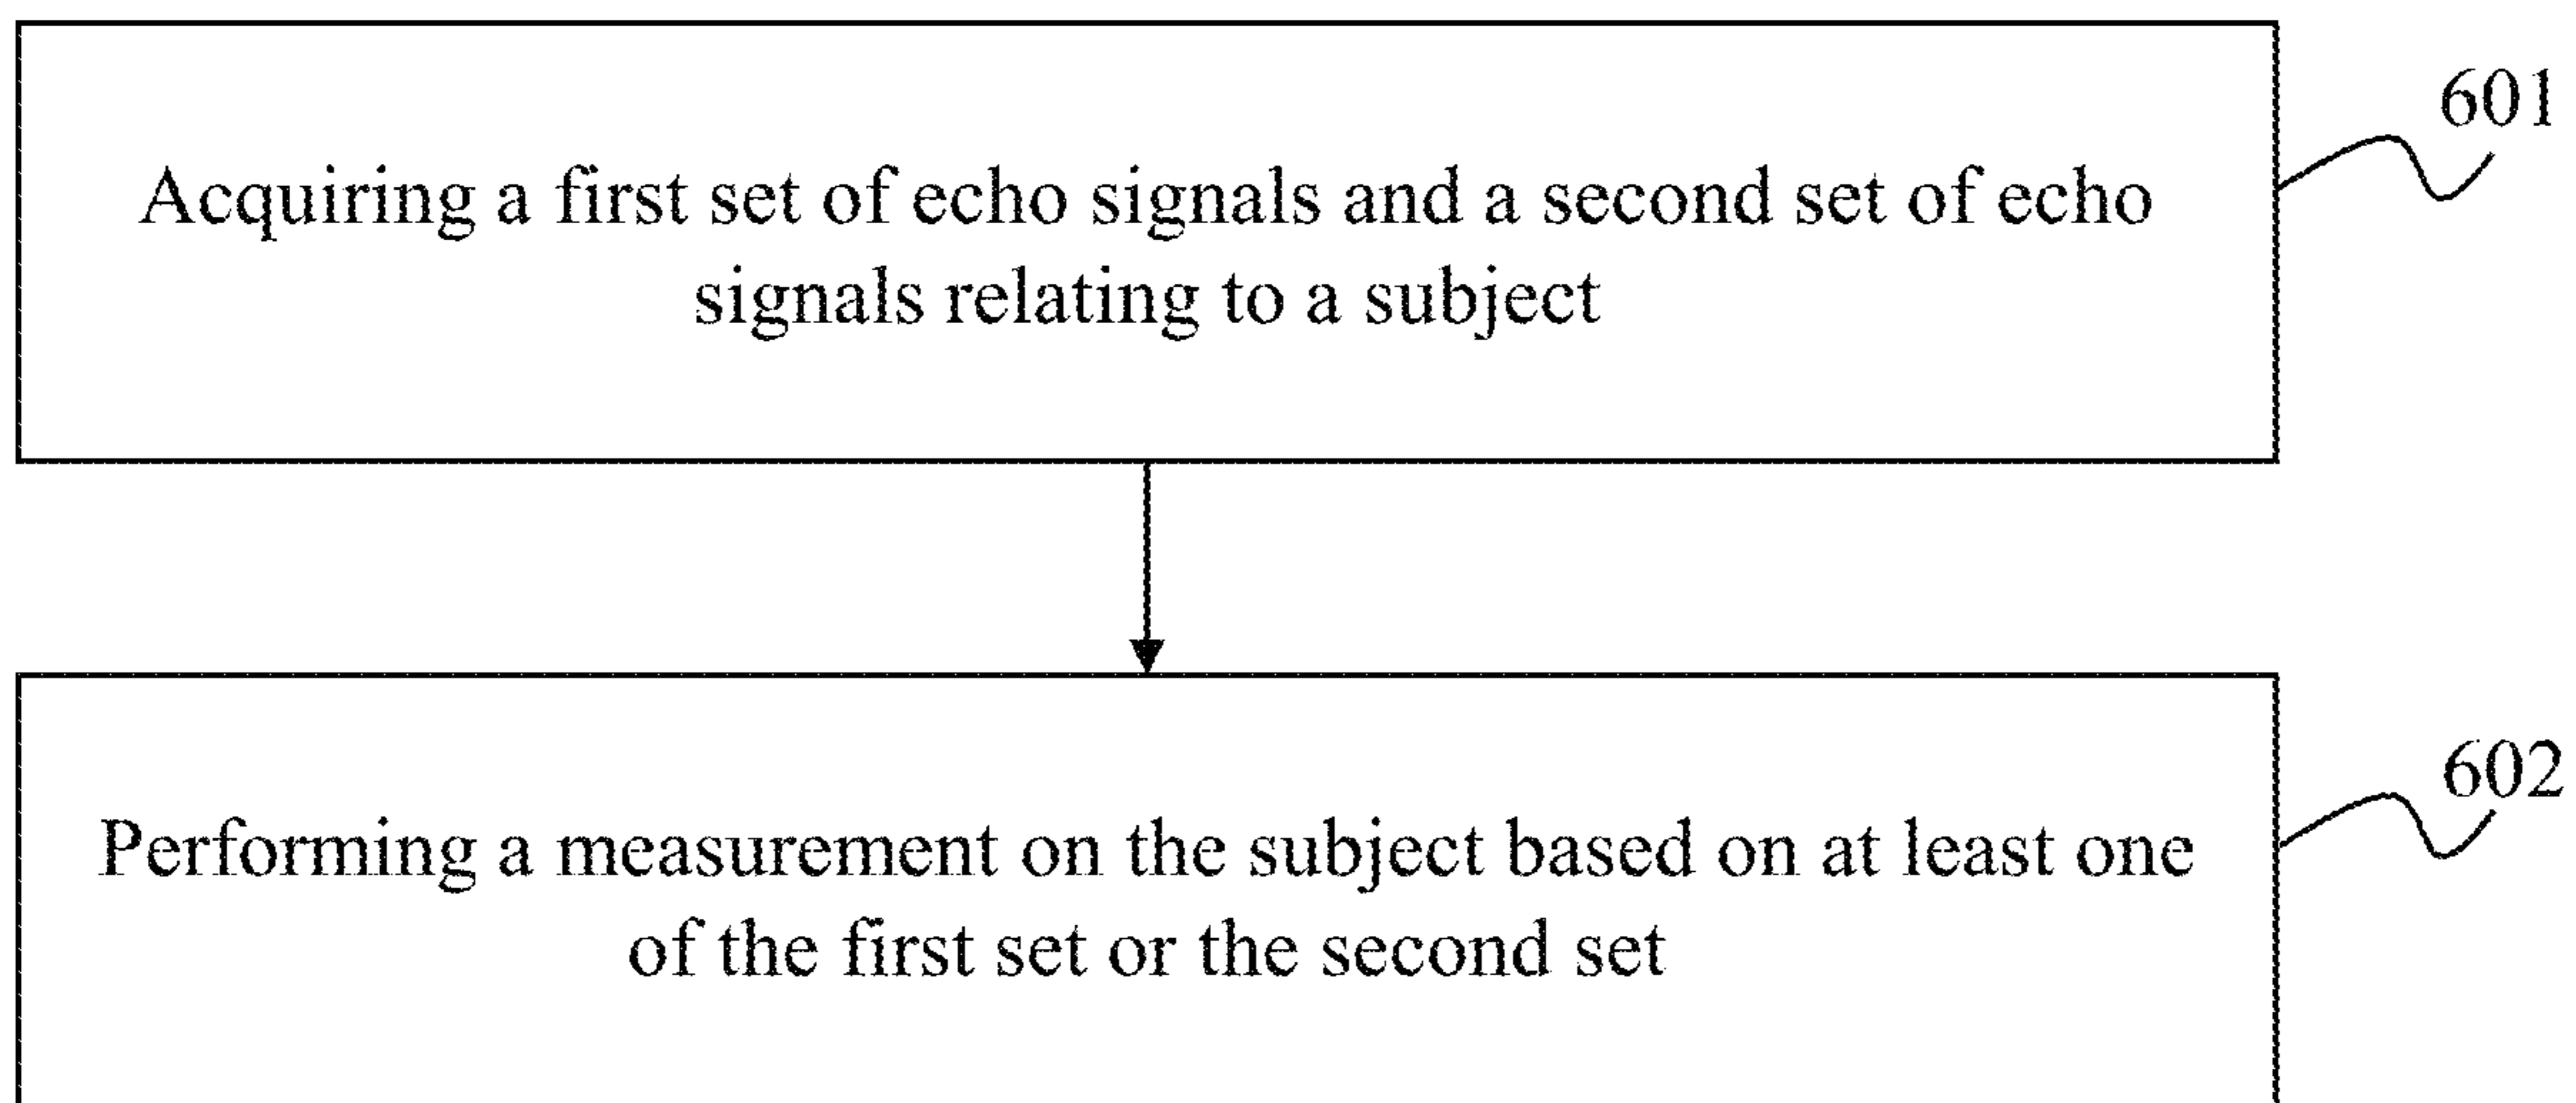 601
Acquiring a first set of echo signals and a second set of echo
signals relating to a subject
602
Performing a measurement on the subject based on at least one
of the first set or the second set